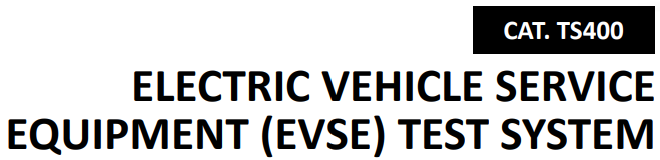 CAT. TS400
ELECTRIC VEHICLE SERVICE
EQUIPMENT (EVSE) TEST SYSTEM